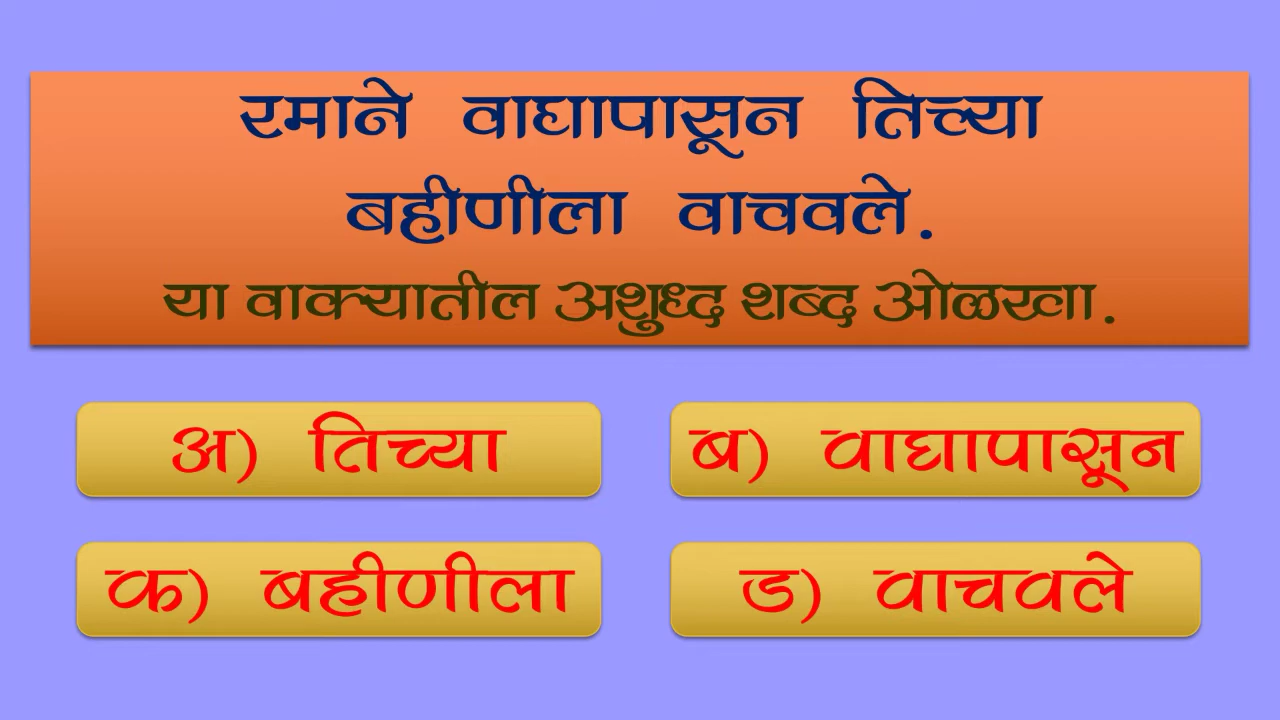 रमाने वाघापासून तिच्या
बहीणीला वाचवले.
या वाक्यातील अशुध्द शब्द ओळखा.
अ) तिच्या
ब) वाघापासून
क) बहीणीला
ड) वाचवले